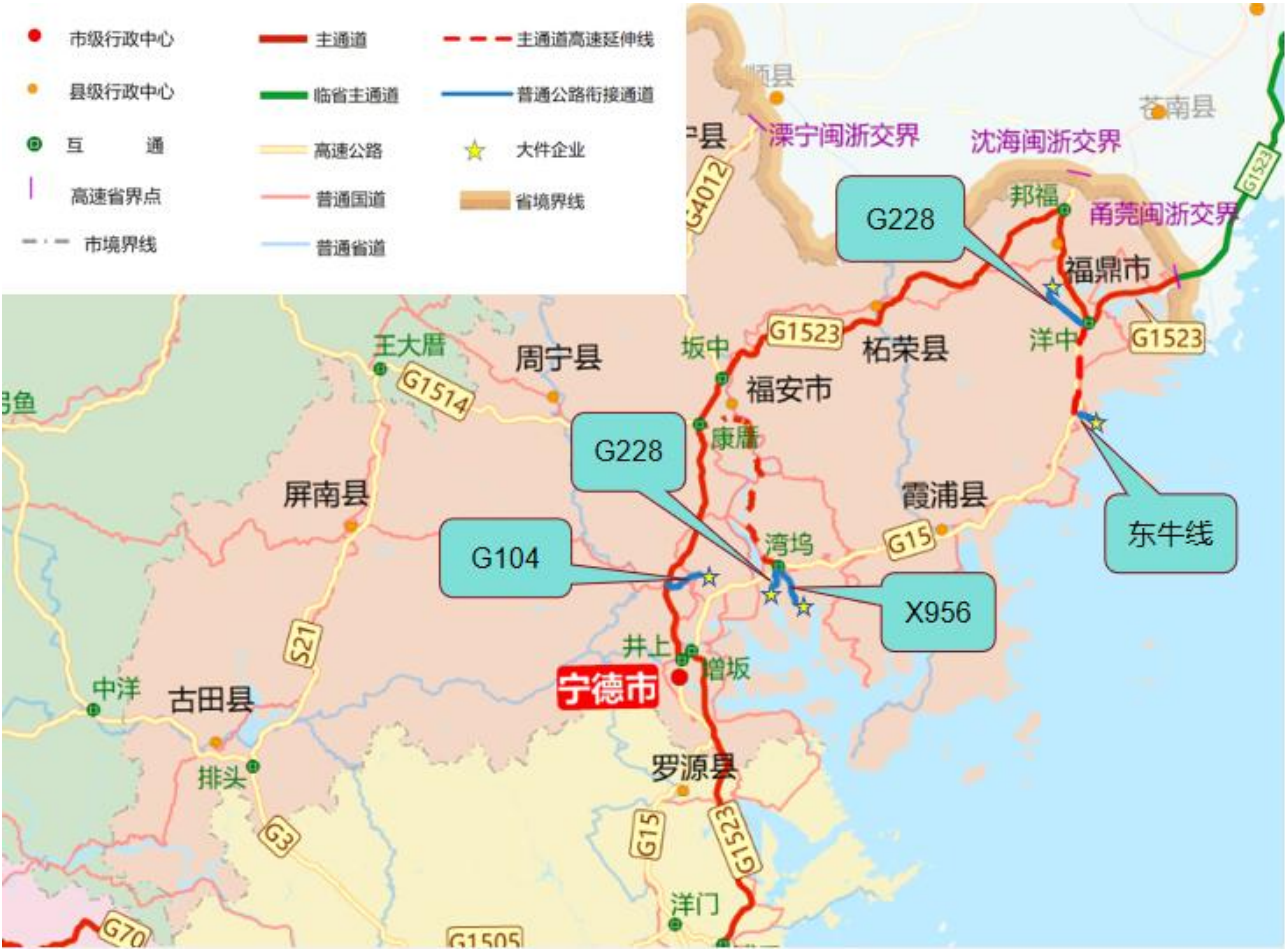 市级行政中心
主通道
主通道高速延伸线
县级行政中心
临省主通道
普通公路衔接通道
互 通
高速公路
大件企业
高速省界点
普通国道
省境界线
市境界线
普通省道
顺县
苍南县
宁县
溧宁闽浙交界
沈海闽浙交界
G1523
G4012
G228
邦福
甬莞闽浙交界
福鼎市
王大厝
周宁县
坂中
G1523
柘荣县
洋中
G1523
G1514
福安市
弓鱼
G228
康厝
屏南县
霞浦县
东牛线
G104
湾坞
G15
X956
S21
井上
增坂
宁德市
中洋
古田县
排头
罗源县
G3
G15
G1523
洋门
G70
G1505